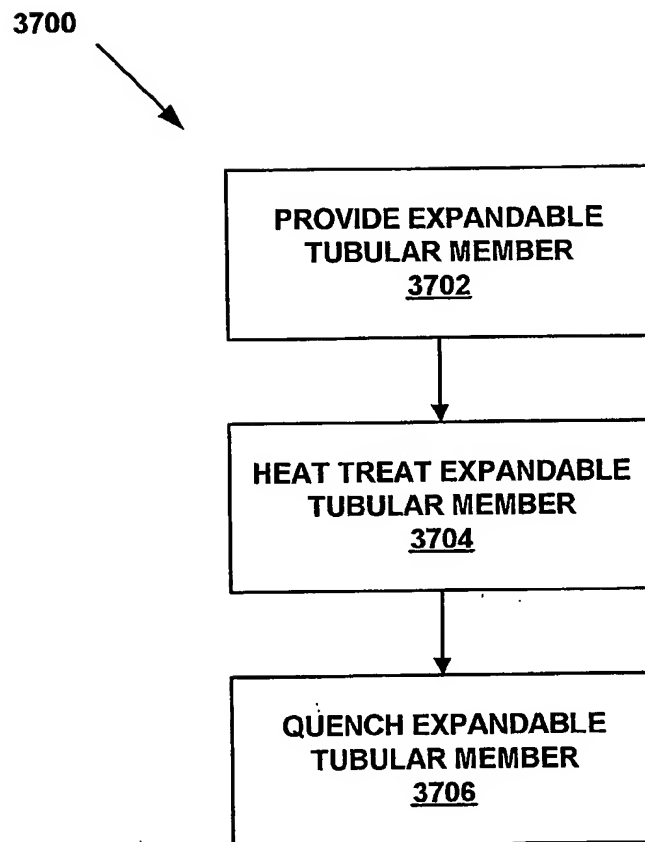 3700
PROVIDE EXPANDABLE
TUBULAR MEMBER
3702
HEAT TREAT EXPANDABLE
TUBULAR MEMBER
3704
QUENCH EXPANDABLE
TUBULAR MEMBER
3706